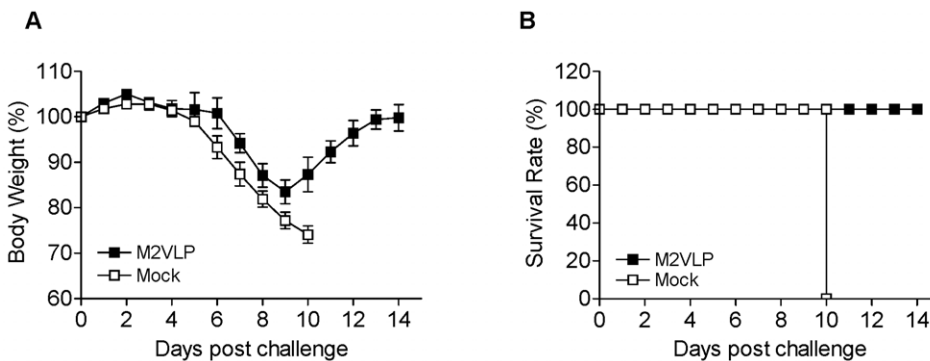 A
B
110
100
90
80
70
60
Body Weight (%)
M2VLP
Mock
0 2 4 6 8 10 12 14
Days post challenge
120
100
80
60
40
20
0
Survival Rate (%)
M2VLP
Mock
0 2 4 6 8 10 12 14
Days post challenge